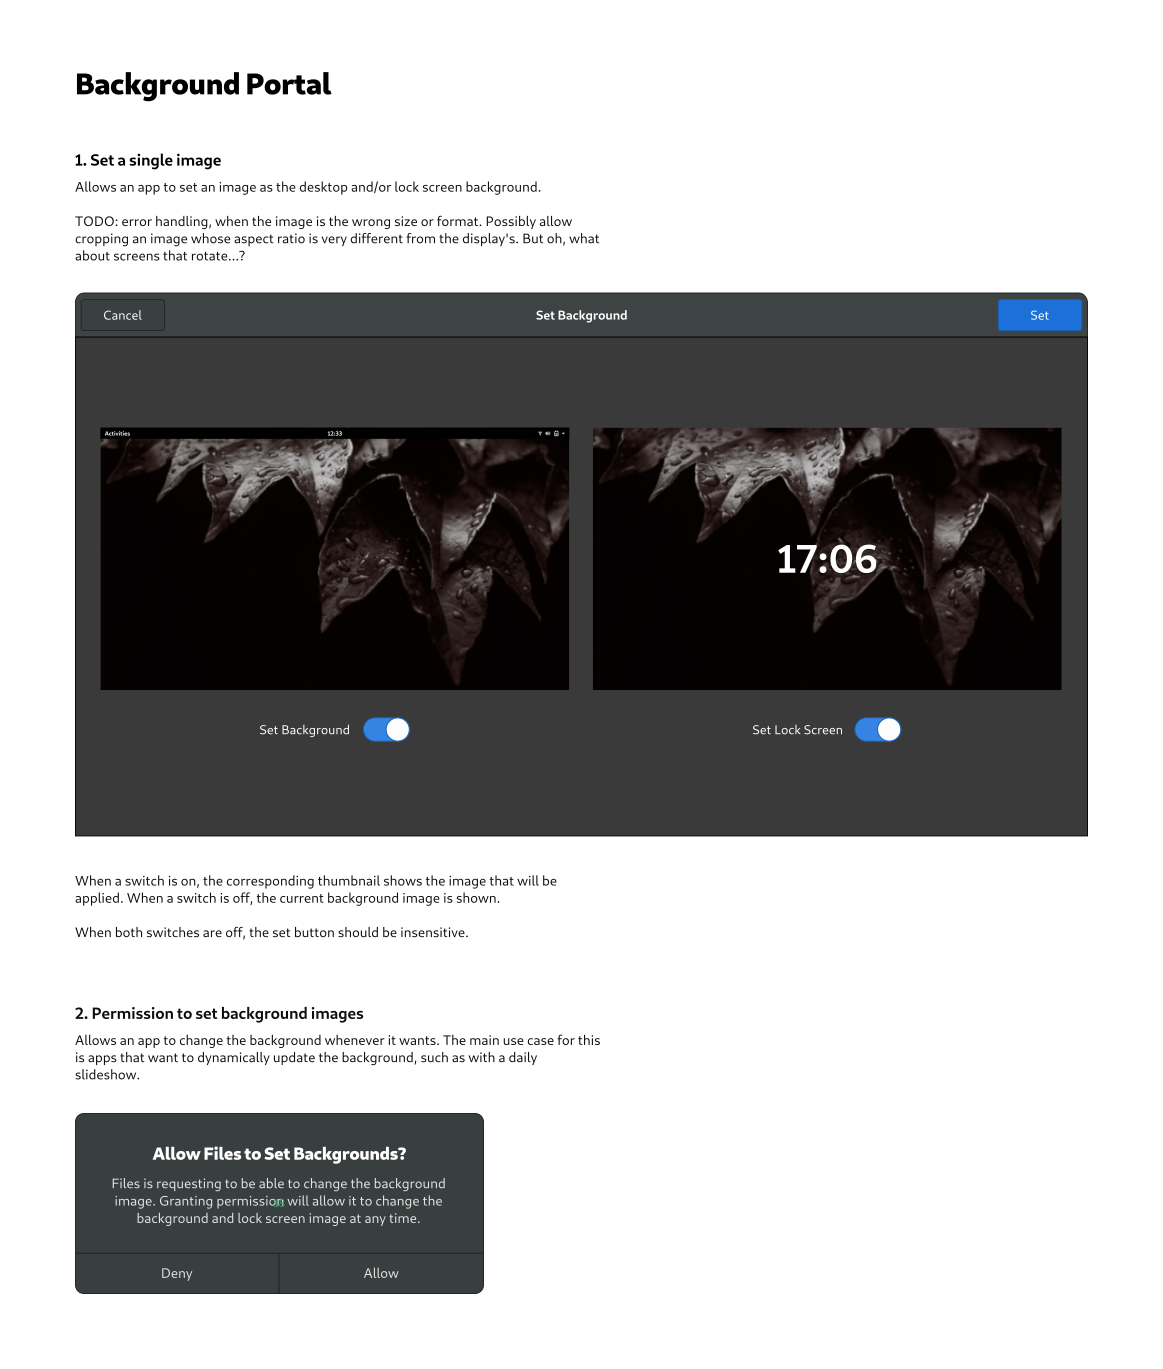 Background Portal
1. Set a single image
Allows an app to set an image as the desktop and/or lock screen background.
TODO: error handling, when the image is the wrong size or format. Possibly allow
cropping an image whose aspect ratio is very different from the display's. But oh, what
about screens that rotate...?
Cancel
Set Background
Set
Activities
12:33
17:06
Set Background
Set Lock Screen
When a switch is on, the corresponding thumbnail shows the image that will be
applied. When a switch is off, the current background image is shown.
When both switches are off, the set button should be insensitive.
2. Permission to set background images
Allows an app to change the background whenever it wants. The main use case for this
is apps that want to dynamically update the background, such as with a daily
slideshow.
Allow Files to Set Backgrounds?
Files is requesting to be able to change the background
image. Granting permission will allow it to change the
background and lock screen image at any time.
Deny
Allow